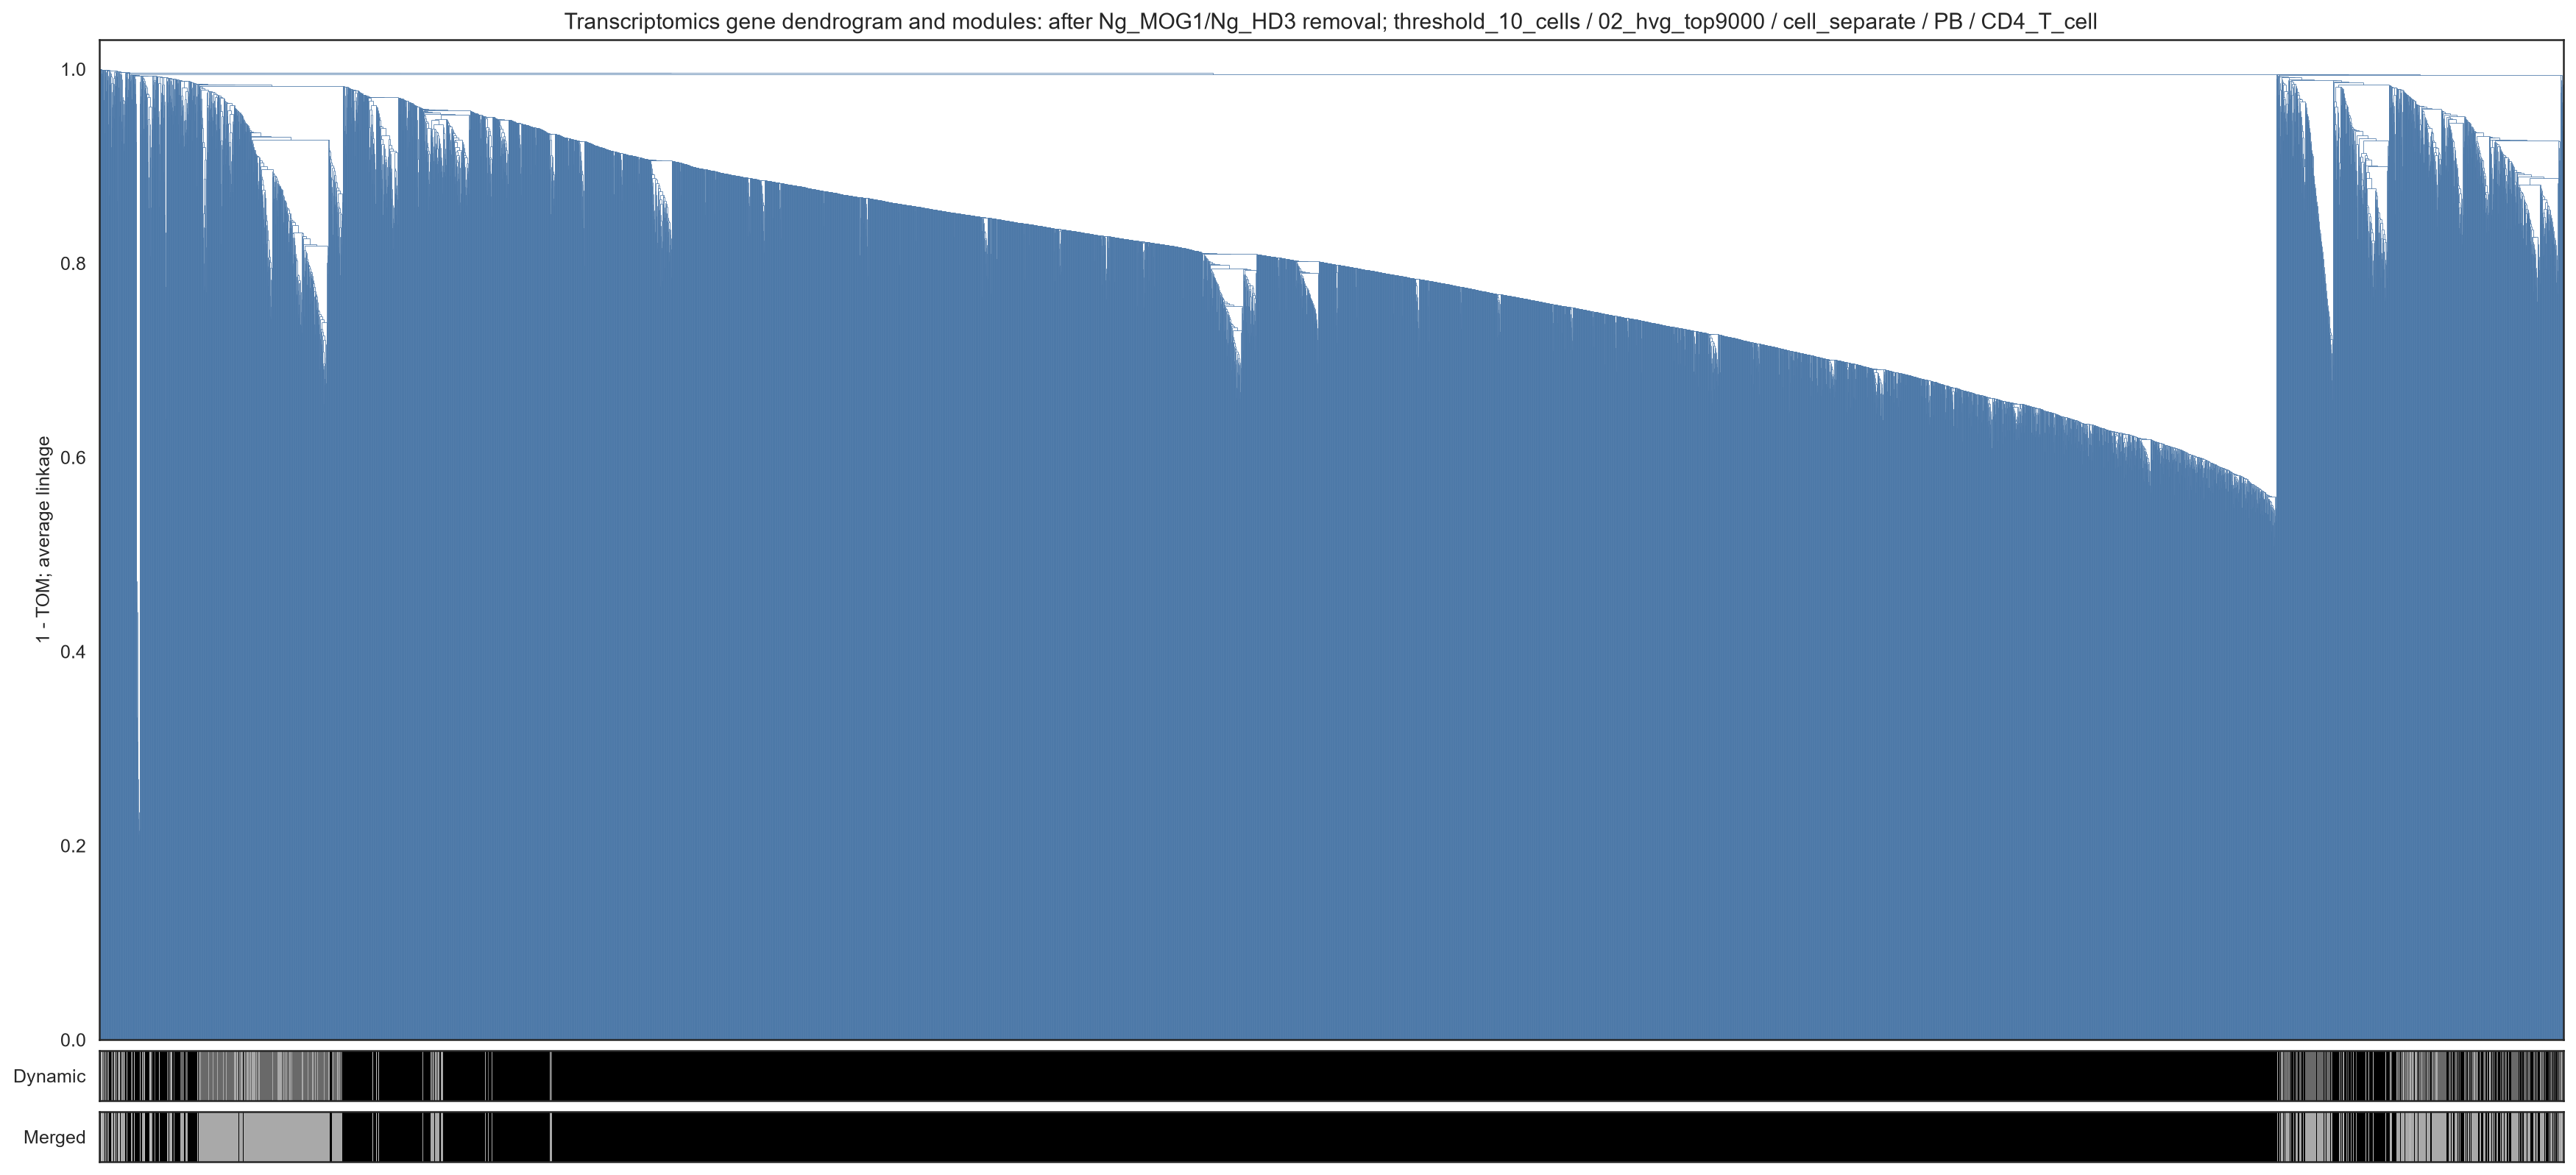 Transcriptomics gene dendrogram and modules: after Ng_MOG1/Ng_HD3 removal; threshold_10_cells / 02_hvg_top9000 / cell_separate / PB / CD4_T_cell
1.0
0.8
0.6
0.4
0.2
0.0
1 - TOM; average linkage
Dynamic
Merged